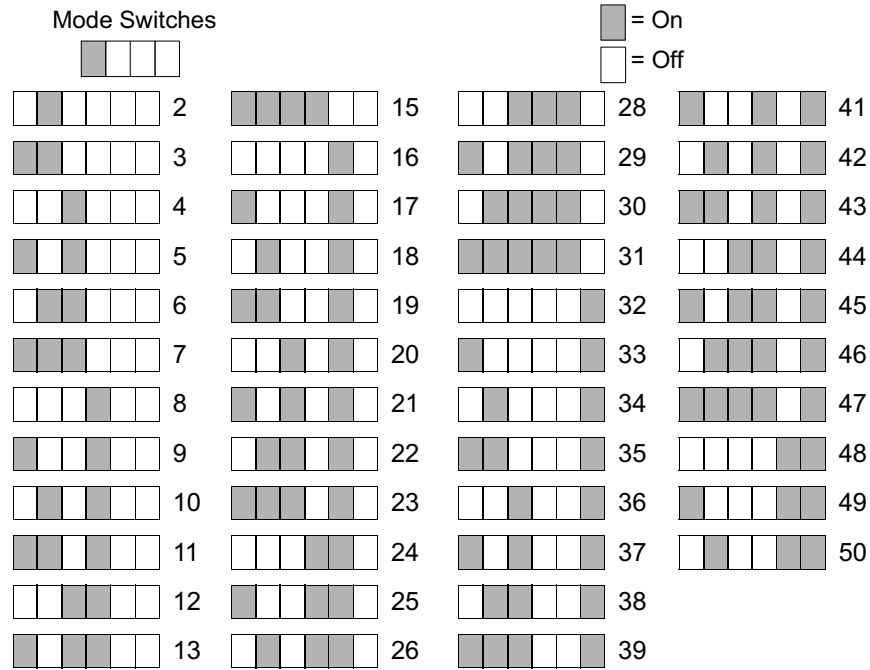 Mode Switches
= On
= Off
2 15 28 41
3 16 29 42
4 17 30 43
5 18 31 44
6 19 32 45
7 20 33 46
8 21 34 47
9 22 35 48
10 23 36 49
11 24 37 50
12 25 38
13 26 39